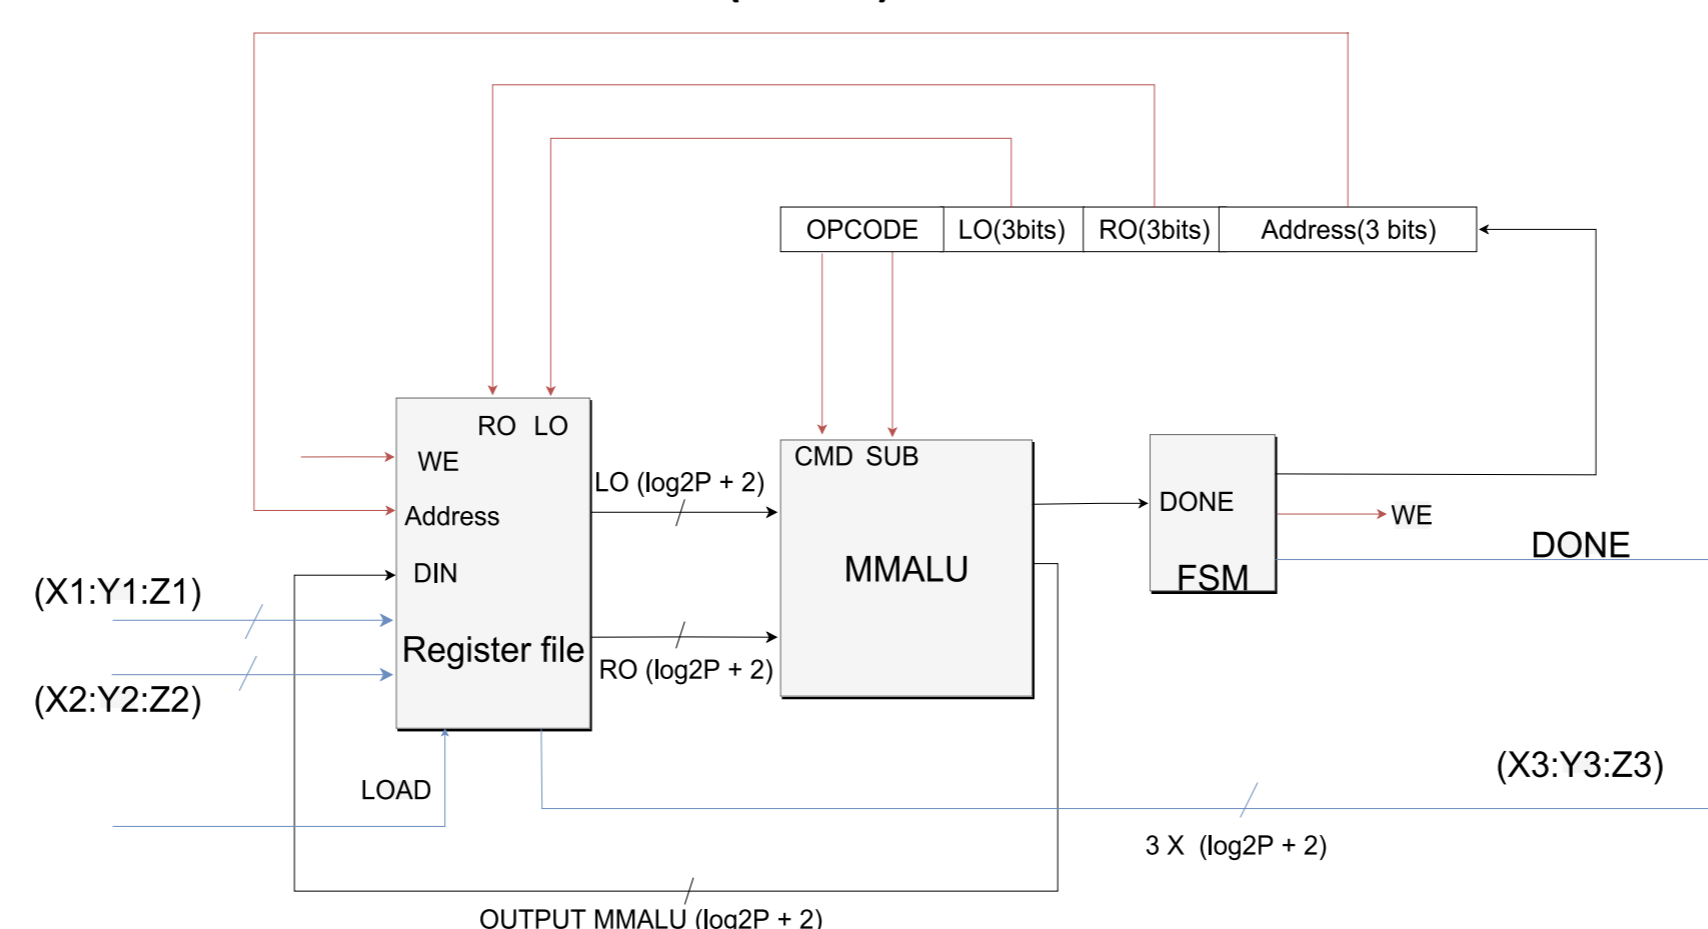 OPCODE LO(3bits) RO(3bits) Address(3 bits)
RO LO
WE
Address
DIN
Register file
LO (log2P + 2)
RO (log2P + 2)
CMD SUB
MMALU
DONE
FSM
WE
DONE
(X1:Y1:Z1)
(X2:Y2:Z2)
LOAD
(X3:Y3:Z3)
3 X (log2P + 2)
OUTPUT MMALU (log2P + 2)